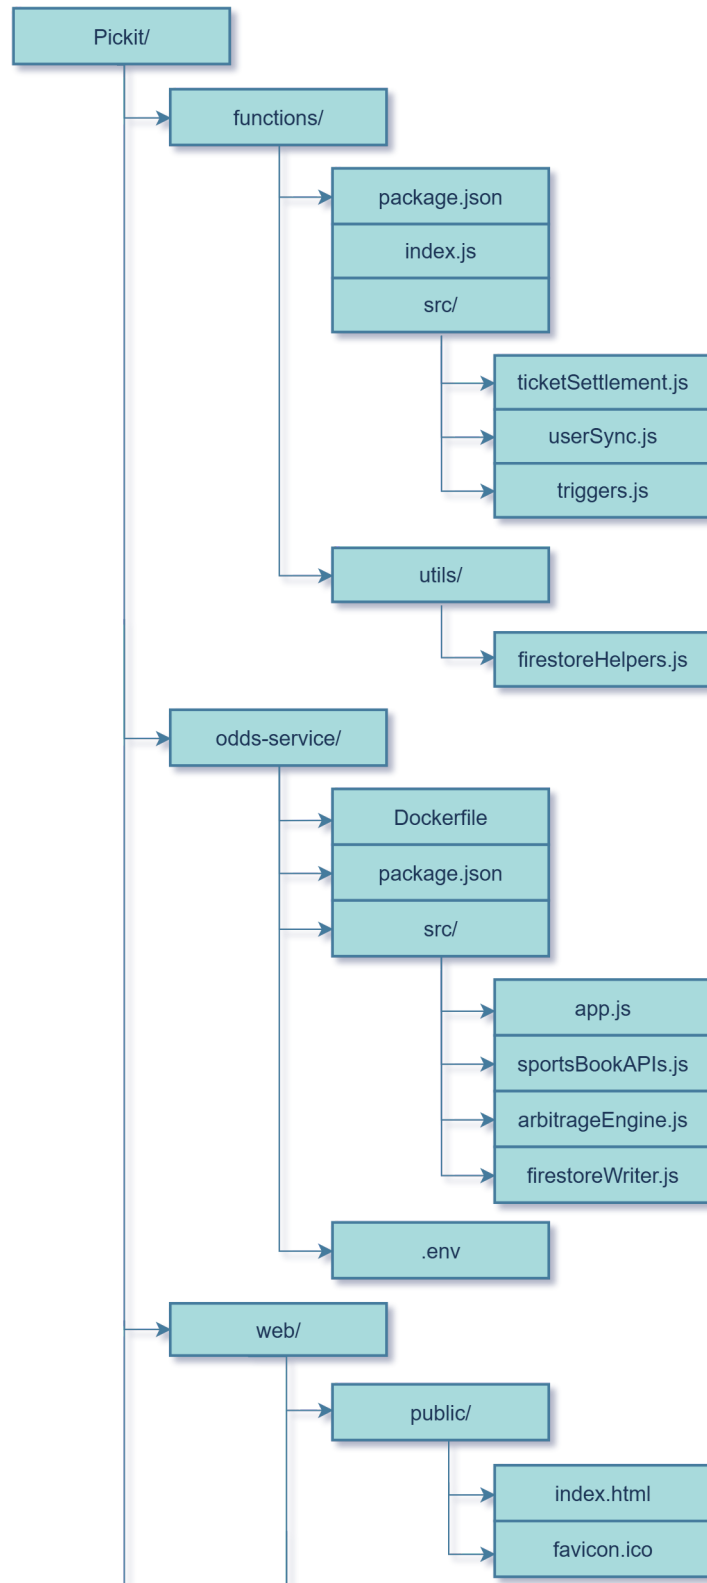 Pickit/
functions/
package.json
index.js
src/
ticketSettlement.js
userSync.js
triggers.js
utils/
firestoreHelpers.js
odds-service/
Dockerfile
package.json
src/
app.js
sportsBookAPIs.js
arbitrageEngine.js
firestoreWriter.js
.env
web/
public/
index.html
favicon.ico